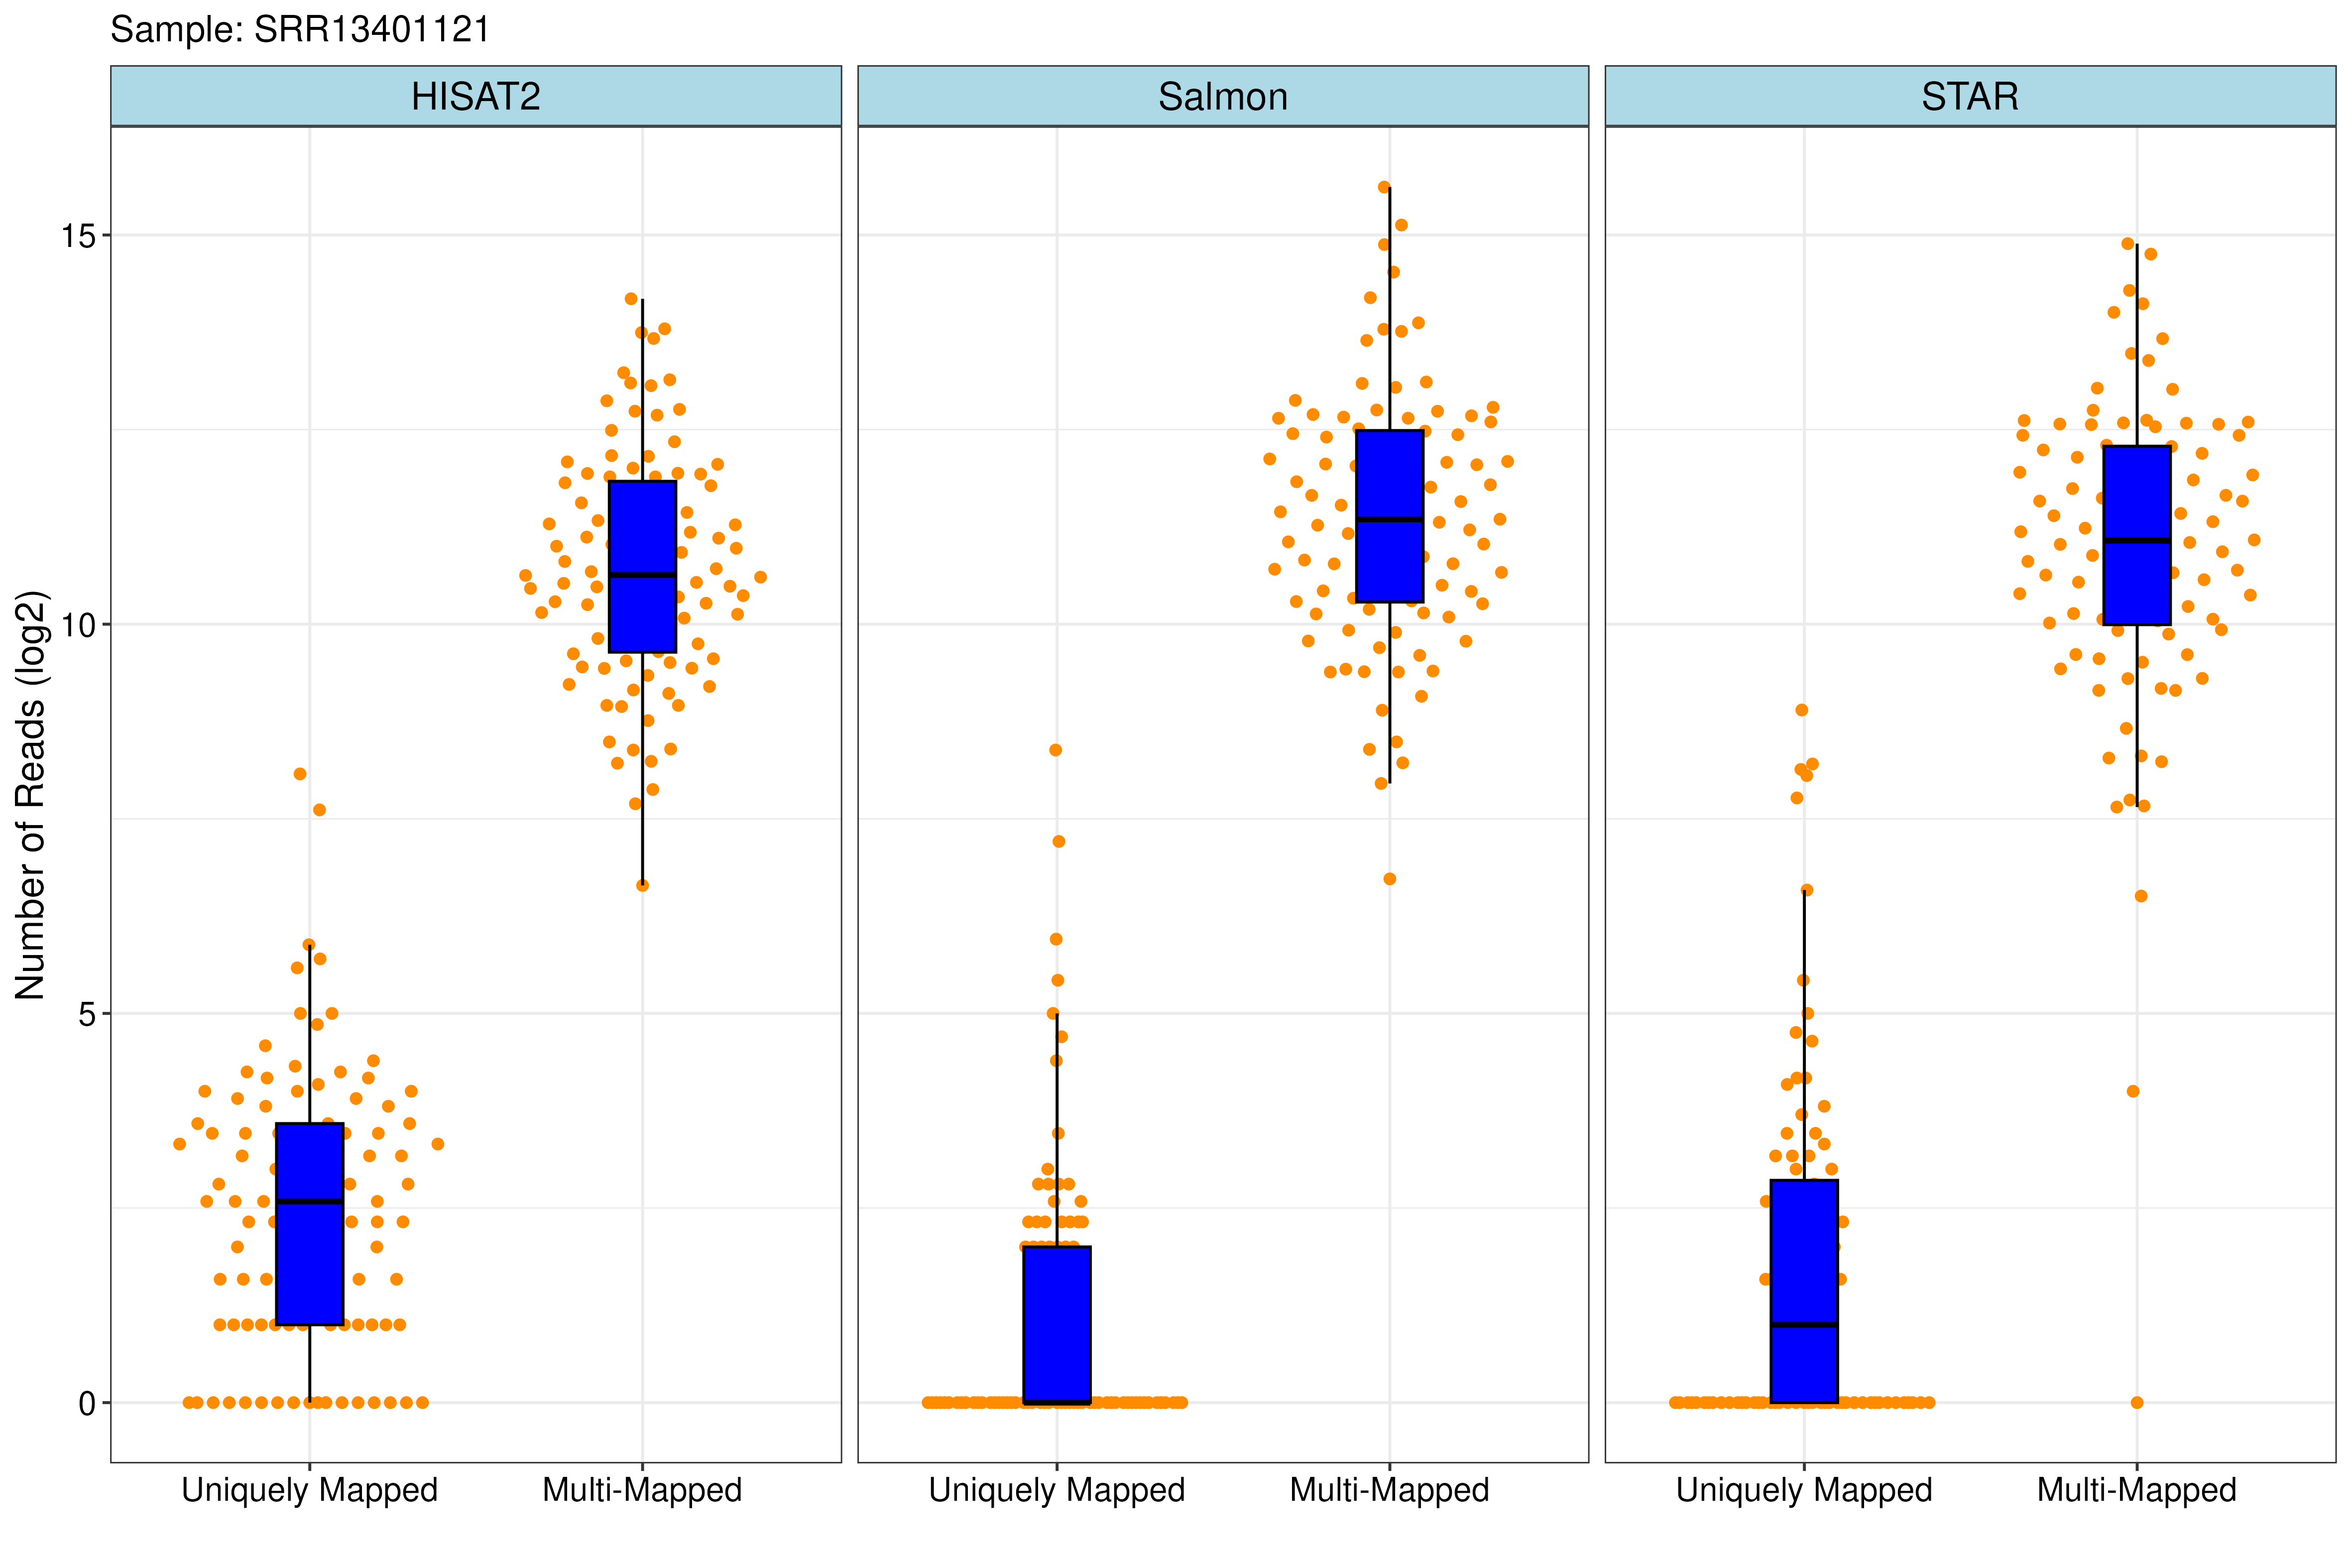 Sample: SRR13401121
HISAT2
Salmon
STAR
Number of Reads (log2)
15
10
5
0
Uniquely Mapped
Multi-Mapped
Uniquely Mapped
Multi-Mapped
Uniquely Mapped
Multi-Mapped